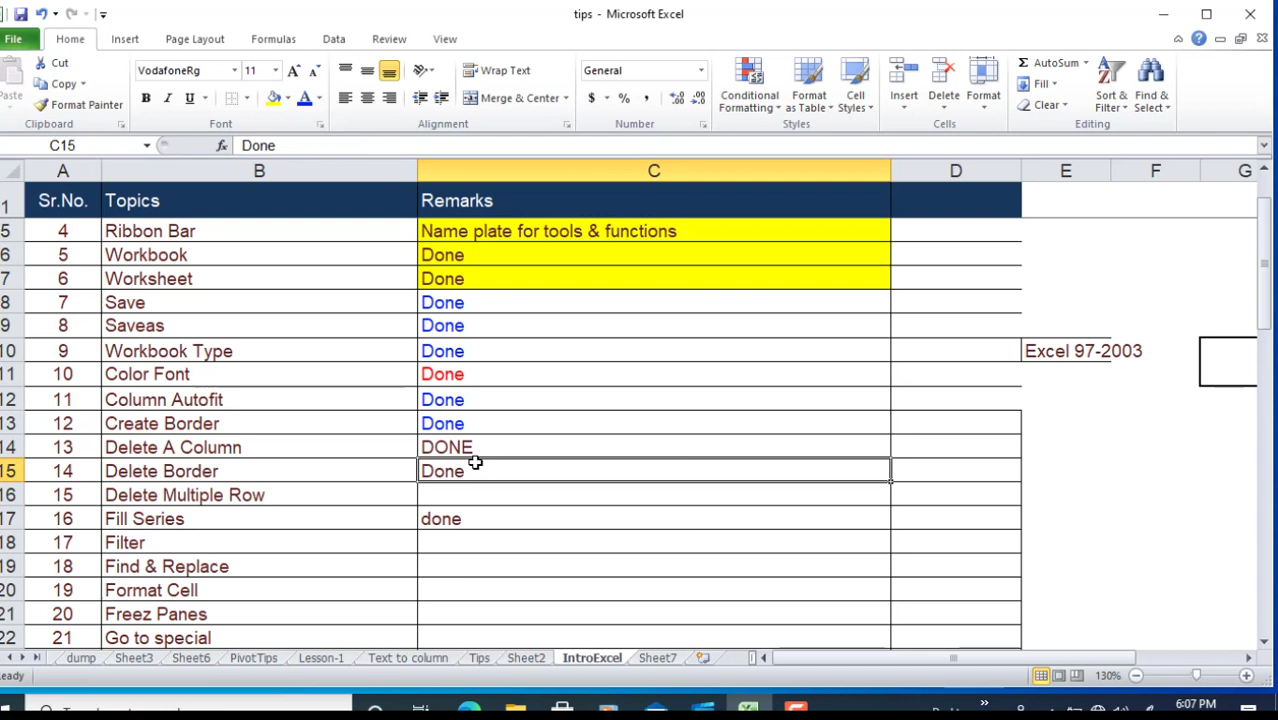 tips - Microsoft Excel
File Home Insert Page Layout Formulas Data Review View
Cut
Copy
Format Painter
Paste
Clipboard
VodafoneRg 11
B I U
Font
Wrap Text
Merge & Center
Alignment
General
$ % ,
Number
Conditional Formatting
Format as Table
Cell Styles
Styles
Insert Delete Format
Cells
AutoSum
Fill
Clear
Sort & Filter
Find & Select
Editing
C15 fx Done
A B C D E F G
1 Sr.No. Topics Remarks
5 4 Ribbon Bar Name plate for tools & functions
6 5 Workbook Done
7 6 Worksheet Done
8 7 Save Done
9 8 Saveas Done
10 9 Workbook Type Done Excel 97-2003
11 10 Color Font Done
12 11 Column Autofit Done
13 12 Create Border Done
14 13 Delete A Column DONE
15 14 Delete Border Done
16 15 Delete Multiple Row
17 16 Fill Series done
18 17 Filter
19 18 Find & Replace
20 19 Format Cell
21 20 Freez Panes
22 21 Go to special
dump Sheet3 Sheet6 PivotTips Lesson-1 Text to column Tips Sheet2 IntroExcel Sheet7
eady 130%
6:07 PM